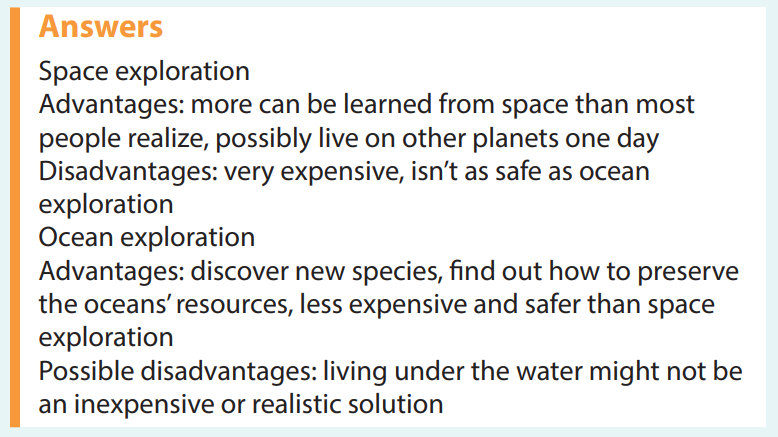 Answers
Space exploration
Advantages: more can be learned from space than most
people realize, possibly live on other planets one day
Disadvantages: very expensive, isn’t as safe as ocean
exploration
Ocean exploration
Advantages: discover new species, find out how to preserve
the oceans’ resources, less expensive and safer than space
exploration
Possible disadvantages: living under the water might not be
an inexpensive or realistic solution